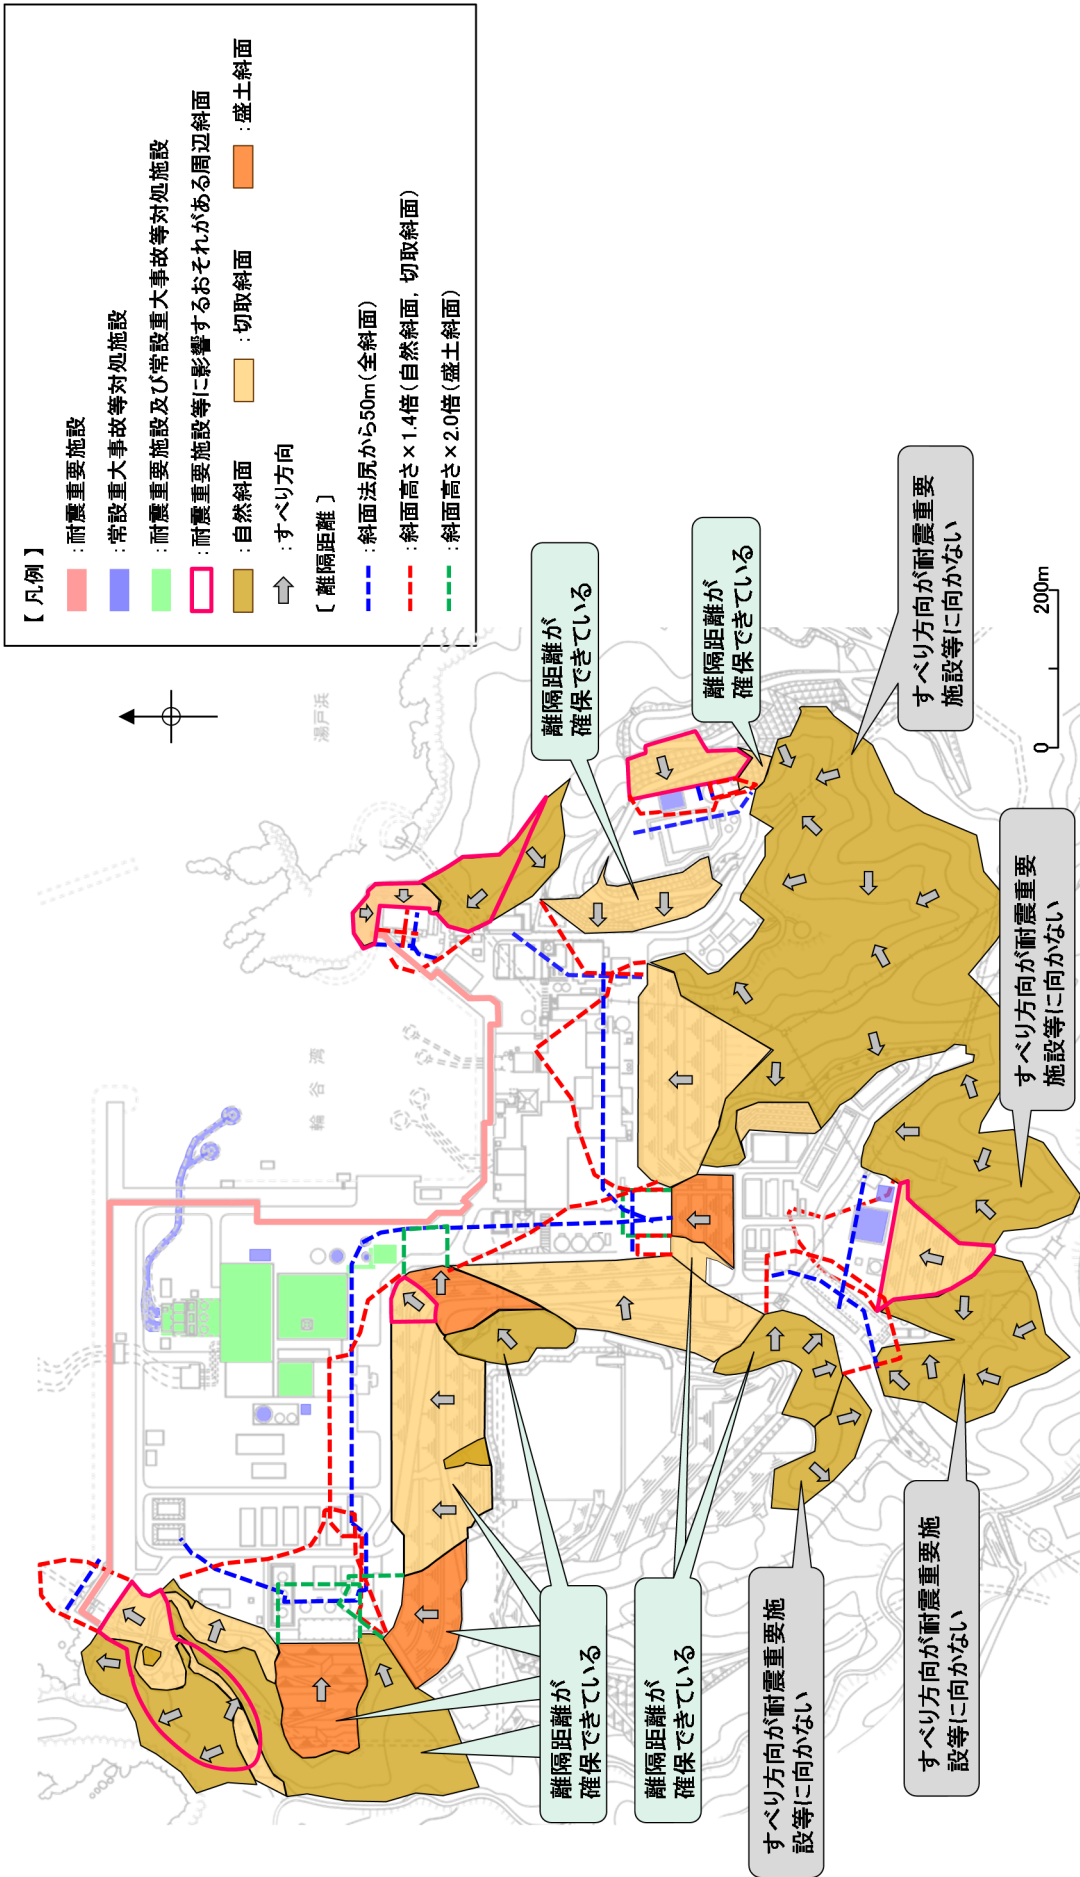 【 凡例 】
：耐震重要施設
：常設重大事故等対処施設
：耐震重要施設及び常設重大事故等対処施設
：耐震重要施設等に影響するおそれがある周辺斜面
：自然斜面
：切取斜面
：盛土斜面
：すべり方向
〔 離隔距離 〕
：斜面法尻から50m（全斜面）
：斜面高さ×1.4倍（自然斜面，切取斜面）
：斜面高さ×2.0倍（盛土斜面）
湯戸浜
輪 谷 湾
離隔距離が
確保できている
離隔距離が
確保できている
すべり方向が耐震重要
施設等に向かない
すべり方向が耐震重要
施設等に向かない
離隔距離が
確保できている
離隔距離が
確保できている
すべり方向が耐震重要施
設等に向かない
すべり方向が耐震重要施
設等に向かない
0
200m